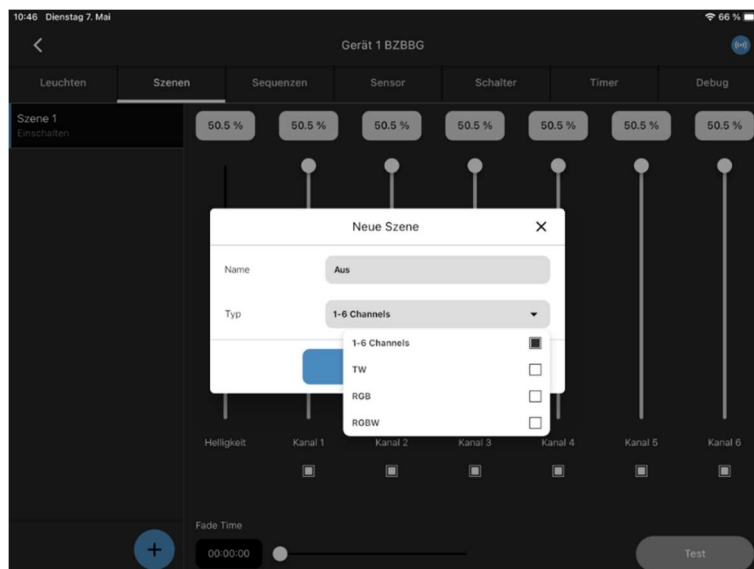 10:46 Dienstag 7. Mai 66 %
Gerät 1 BZBBG
Leuchten Szenen Sequenzen Sensor Schalter Timer Debug
Szene 1
Einschalten
50.5 % 50.5 % 50.5 % 50.5 % 50.5 % 50.5 % 50.5 %
Neue Szene
Name Aus
Typ 1-6 Channels
1-6 Channels
TW
RGB
RGBW
Helligkeit Kanal 1 Kanal 2 Kanal 3 Kanal 4 Kanal 5 Kanal 6
Fade Time
00:00:00 Test